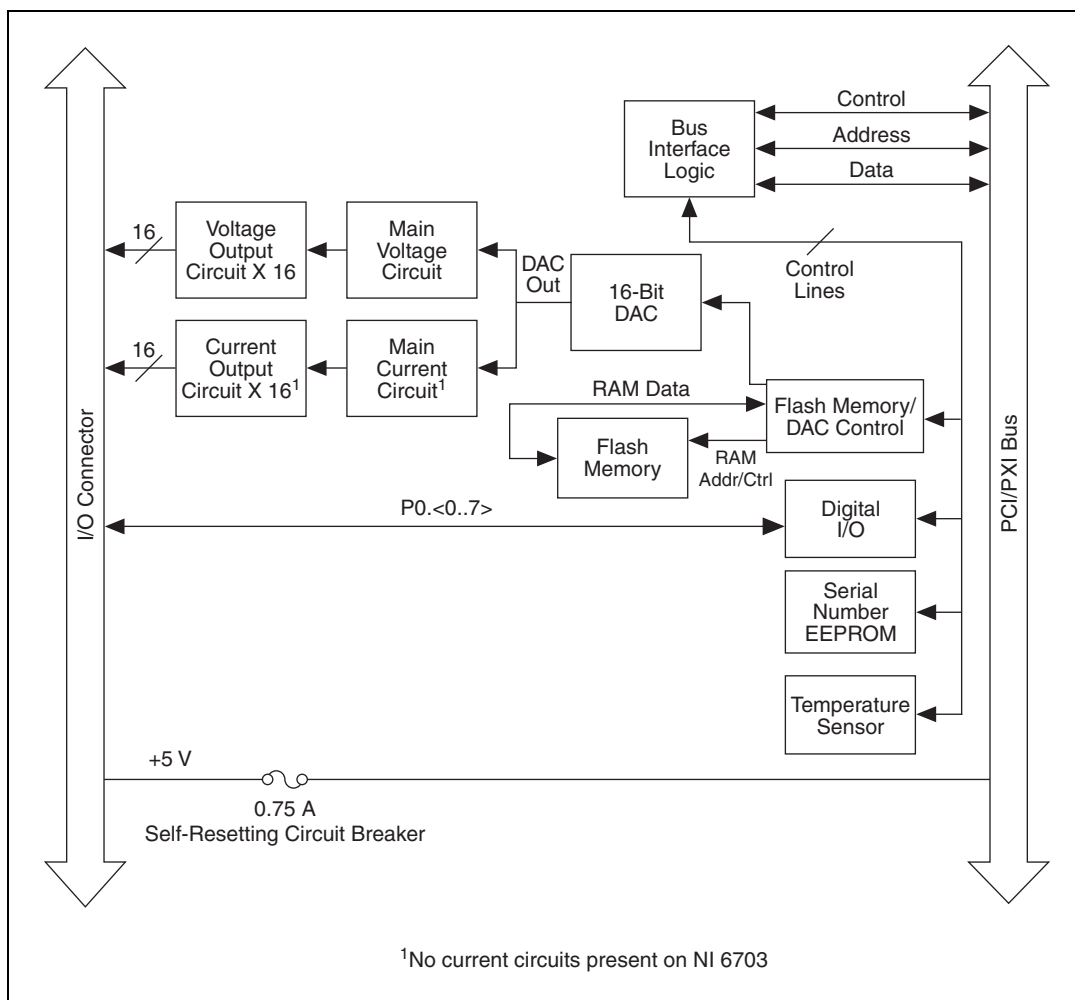 Control
Bus
Interface
Logic
Address
Data
Control
Lines
16
Voltage
Output
Circuit X 16
Main
Voltage
Circuit
DAC
Out
16-Bit
DAC
16
Current
Output
Circuit X 16¹
Main
Current
Circuit¹
RAM Data
Flash Memory/
DAC Control
Flash
Memory
RAM
Addr/Ctrl
I/O Connector
PCI/PXI Bus
P0.<0..7>
Digital
I/O
Serial
Number
EEPROM
Temperature
Sensor
+5 V
0.75 A
Self-Resetting Circuit Breaker
¹No current circuits present on NI 6703